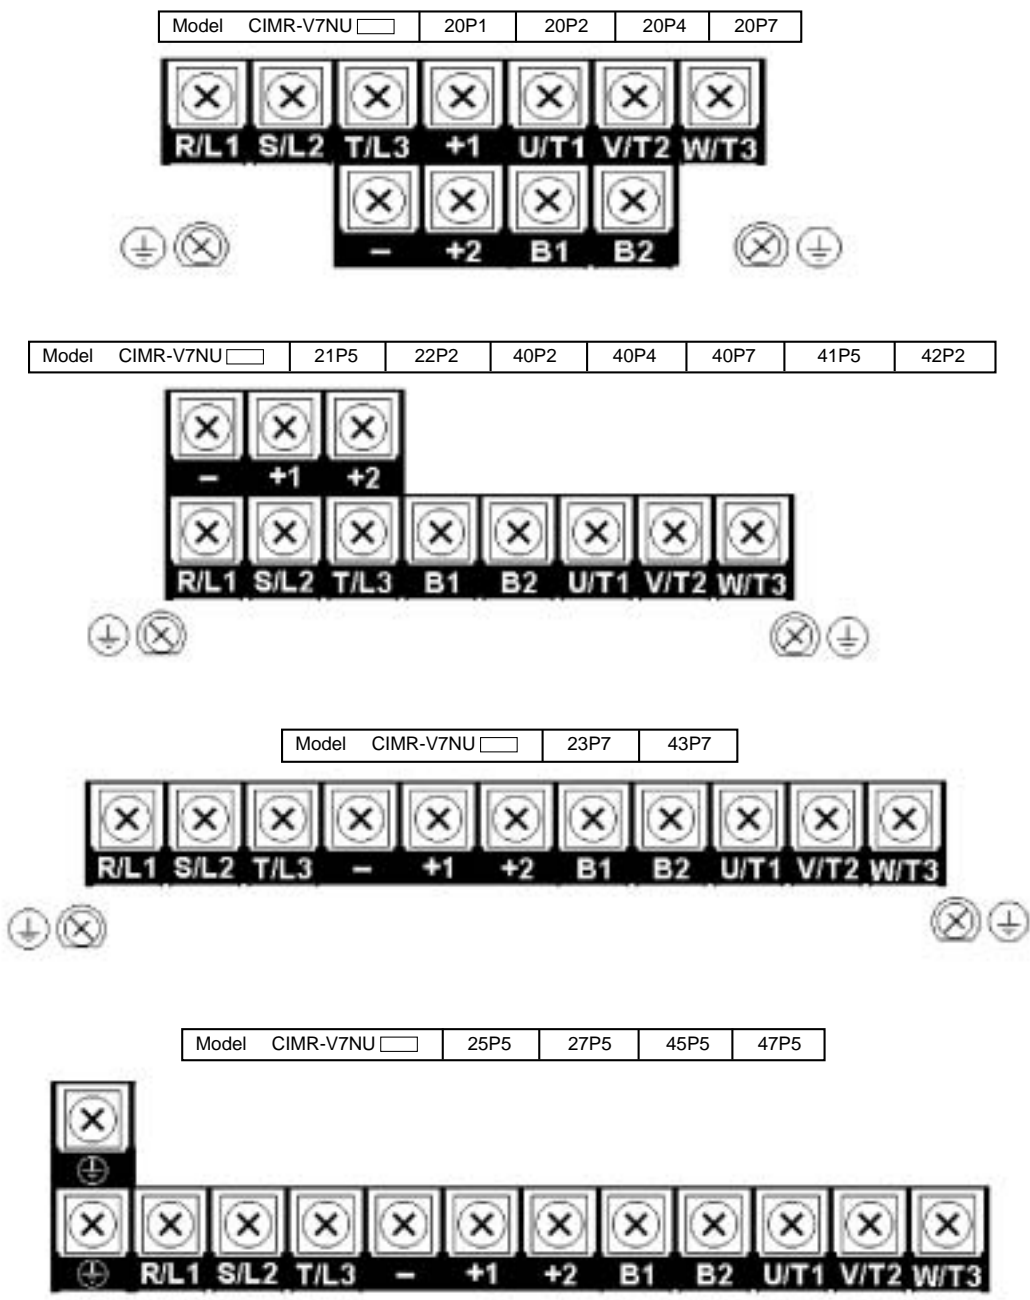 Model CIMR-V7NU 20P1 20P2 20P4 20P7
R/L1 S/L2 T/L3 +1 U/T1 V/T2 W/T3
− +2 B1 B2
Model CIMR-V7NU 21P5 22P2 40P2 40P4 40P7 41P5 42P2
− +1 +2
R/L1 S/L2 T/L3 B1 B2 U/T1 V/T2 W/T3
Model CIMR-V7NU 23P7 43P7
R/L1 S/L2 T/L3 − +1 +2 B1 B2 U/T1 V/T2 W/T3
Model CIMR-V7NU 25P5 27P5 45P5 47P5
R/L1 S/L2 T/L3 − +1 +2 B1 B2 U/T1 V/T2 W/T3